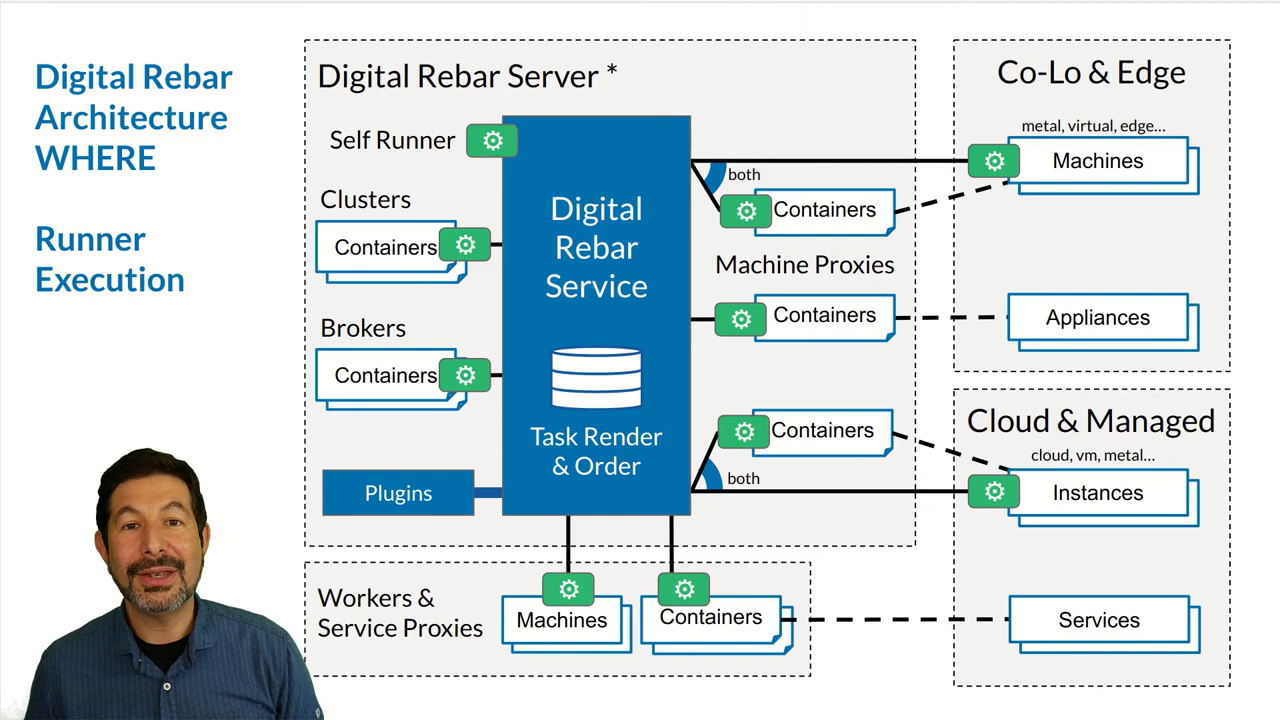 Digital Rebar
Architecture
WHERE
Runner
Execution
Digital Rebar Server *
Self Runner
Clusters
Containers
Brokers
Containers
Plugins
Digital
Rebar
Service
Task Render
& Order
both
Containers
Machine Proxies
Containers
Containers
both
Workers &
Service Proxies
Machines
Containers
Co-Lo & Edge
metal, virtual, edge...
Machines
Appliances
Cloud & Managed
cloud, vm, metal...
Instances
Services